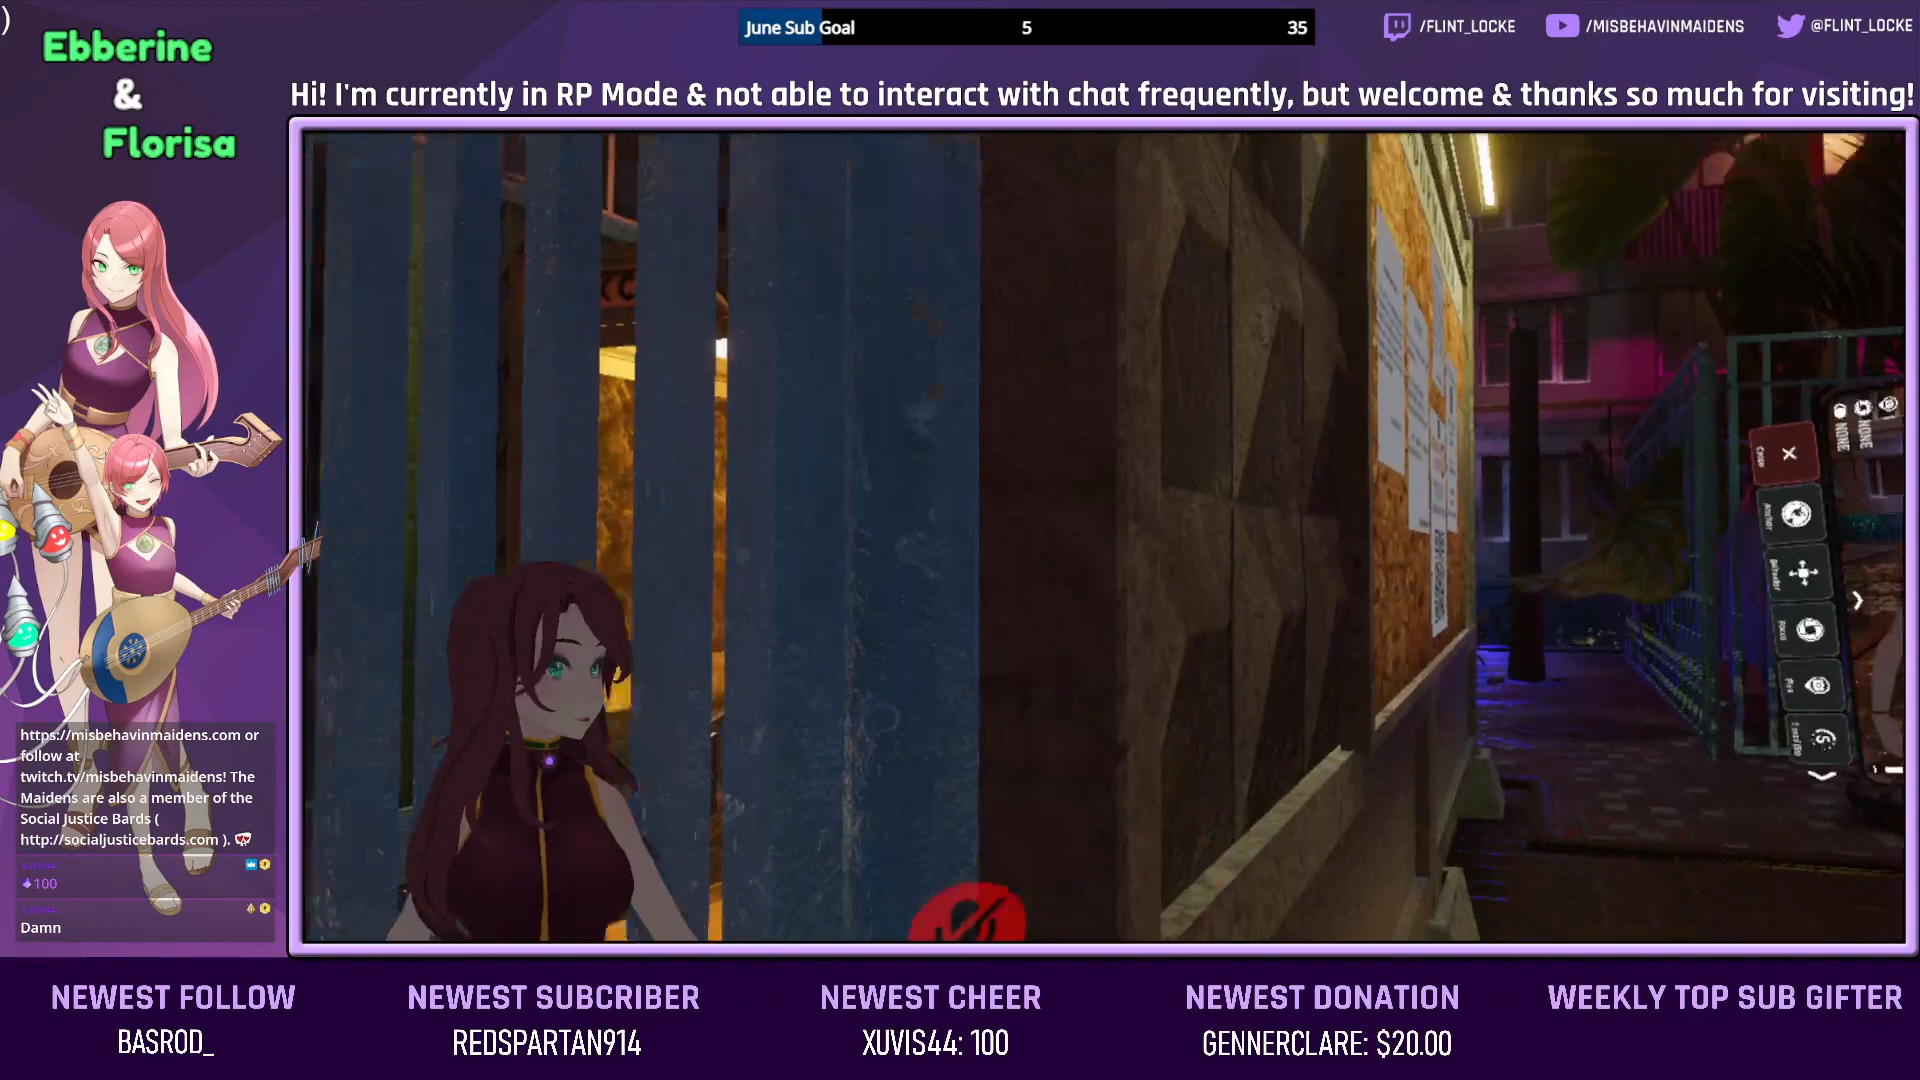 )
Ebberine
&
Florisa
June Sub Goal 5 35
/FLINT_LOCKE
/MISBEHAVINMAIDENS
@FLINT_LOCKE
Hi! I'm currently in RP Mode & not able to interact with chat frequently, but welcome & thanks so much for visiting!
NONE
NONE
https://misbehavinmaidens.com or
follow at
twitch.tv/misbehavinmaidens! The
Maidens are also a member of the
Social Justice Bards (
http://socialjusticebards.com ).
100
Damn
NEWEST FOLLOW
BASROD_
NEWEST SUBCRIBER
REDSPARTAN914
NEWEST CHEER
XUVIS44: 100
NEWEST DONATION
GENNERCLARE: $20.00
WEEKLY TOP SUB GIFTER